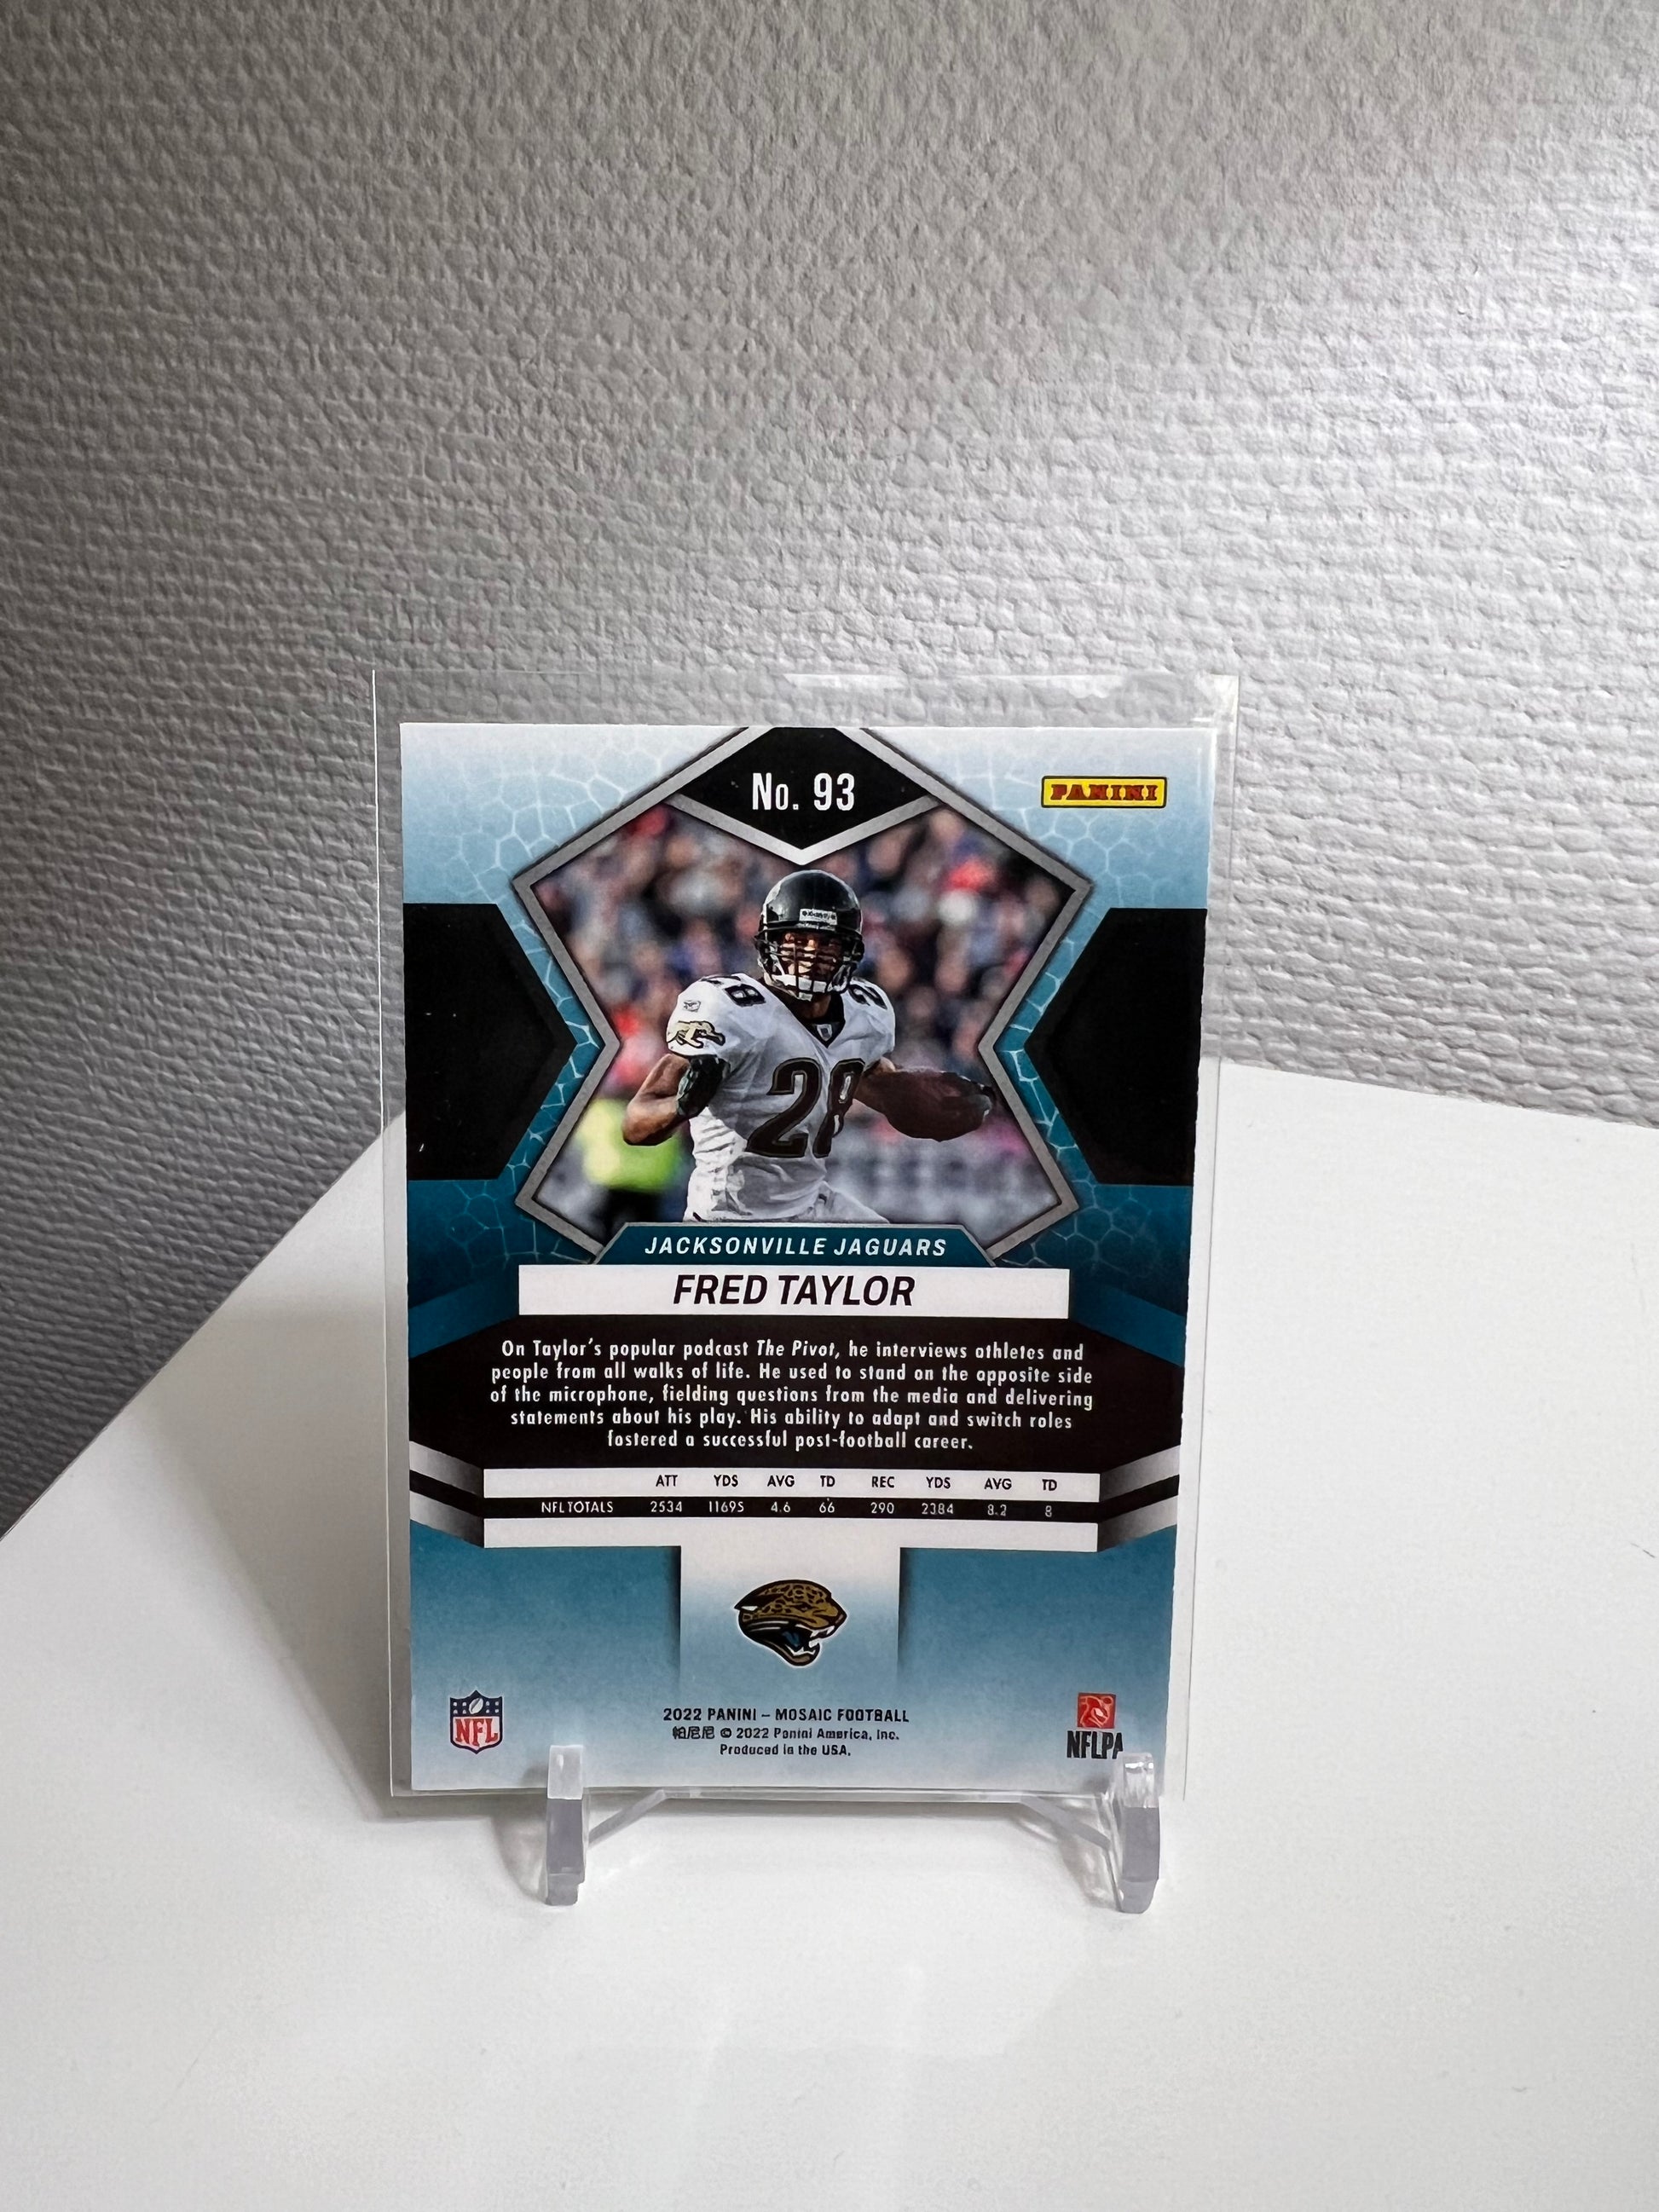 No. 93
PANINI
28
28
28
JACKSONVILLE JAGUARS
FRED TAYLOR
On Taylor's popular podcast The Pivot, he interviews athletes and
people from all walks of life. He used to stand on the opposite side
of the microphone, fielding questions from the media and delivering
statements about his play. His ability to adapt and switch roles
fostered a successful post-football career.
ATT YDS AVG TD REC YDS AVG TD
NFL TOTALS 2534 11695 4.6 66 290 2384 8.2 8
NFL
2022 PANINI – MOSAIC FOOTBALL
帕尼尼 © 2022 Panini America, Inc.
Produced in the USA.
NFLPA